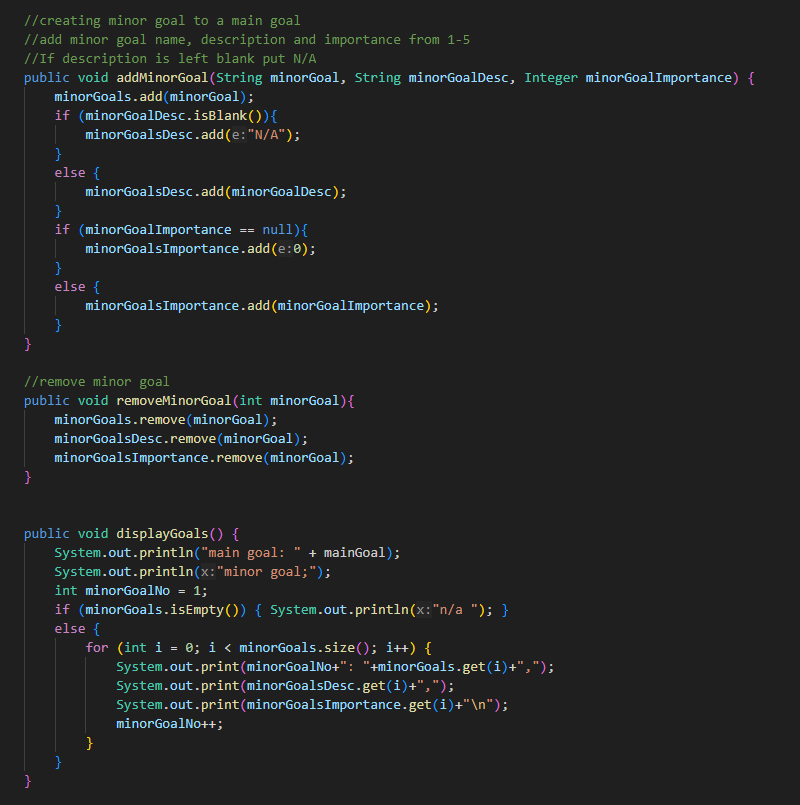 //creating minor goal to a main goal
//add minor goal name, description and importance from 1-5
//If description is left blank put N/A
public void addMinorGoal(String minorGoal, String minorGoalDesc, Integer minorGoalImportance) {
    minorGoals.add(minorGoal);
    if (minorGoalDesc.isBlank()){
        minorGoalsDesc.add(e:"N/A");
    }
    else {
        minorGoalsDesc.add(minorGoalDesc);
    }
    if (minorGoalImportance == null){
        minorGoalsImportance.add(e:0);
    }
    else {
        minorGoalsImportance.add(minorGoalImportance);
    }
}

//remove minor goal
public void removeMinorGoal(int minorGoal){
    minorGoals.remove(minorGoal);
    minorGoalsDesc.remove(minorGoal);
    minorGoalsImportance.remove(minorGoal);
}

public void displayGoals() {
    System.out.println("main goal: " + mainGoal);
    System.out.println(x:"minor goal;");
    int minorGoalNo = 1;
    if (minorGoals.isEmpty()) { System.out.println(x:"n/a "); }
    else {
        for (int i = 0; i < minorGoals.size(); i++) {
            System.out.print(minorGoalNo+": "+minorGoals.get(i)+",");
            System.out.print(minorGoalsDesc.get(i)+",");
            System.out.print(minorGoalsImportance.get(i)+"\n");
            minorGoalNo++;
        }
    }
}